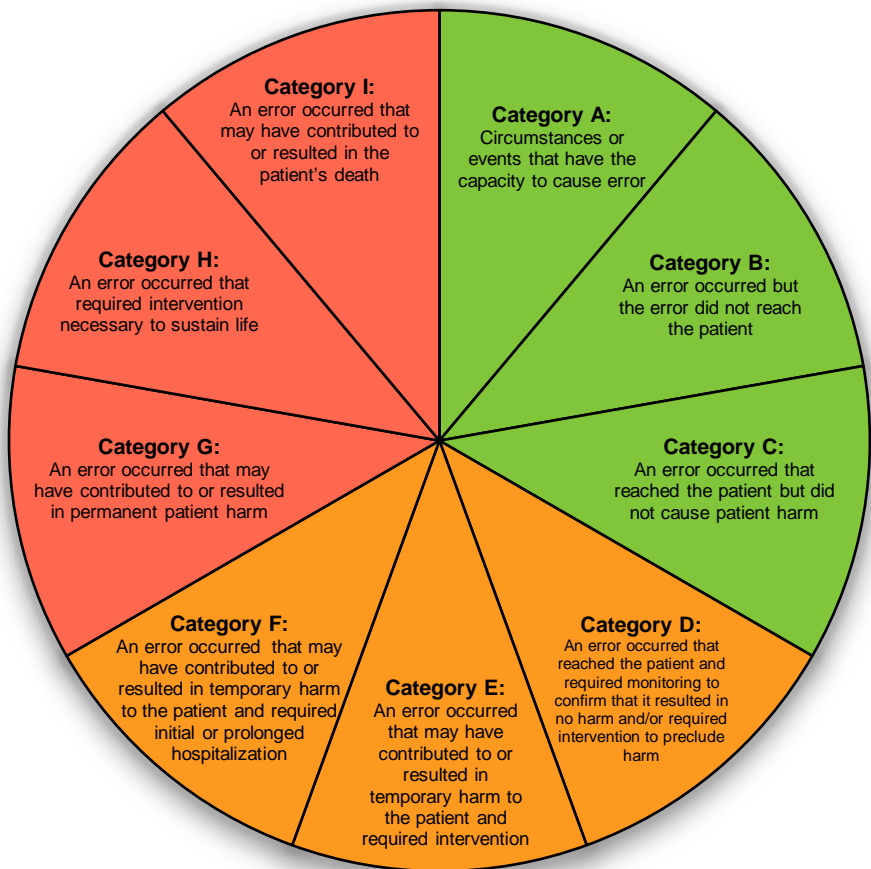 Category A:
Circumstances or
events that have the
capacity to cause error
Category B:
An error occurred but
the error did not reach
the patient
Category C:
An error occurred that
reached the patient but did
not cause patient harm
Category D:
An error occurred that
reached the patient and
required monitoring to
confirm that it resulted in
no harm and/or required
intervention to preclude
harm
Category E:
An error occurred
that may have
contributed to or
resulted in
temporary harm to
the patient and
required intervention
Category F:
An error occurred that may
have contributed to or
resulted in temporary harm
to the patient and required
initial or prolonged
hospitalization
Category G:
An error occurred that may
have contributed to or resulted
in permanent patient harm
Category H:
An error occurred that
required intervention
necessary to sustain life
Category I:
An error occurred that
may have contributed to
or resulted in the
patient's death